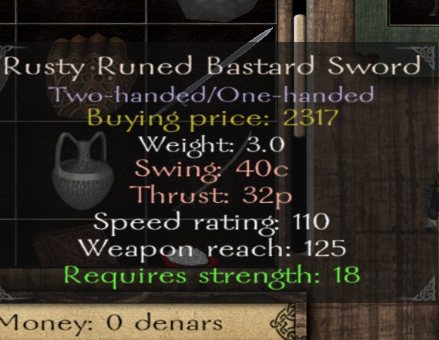 Rusty Runed Bastard Sword
Two-handed/One-handed
Buying price: 2317
Weight: 3.0
Swing: 40c
Thrust: 32p
Speed rating: 110
Weapon reach: 125
Requires strength: 18
Money: 0 denars